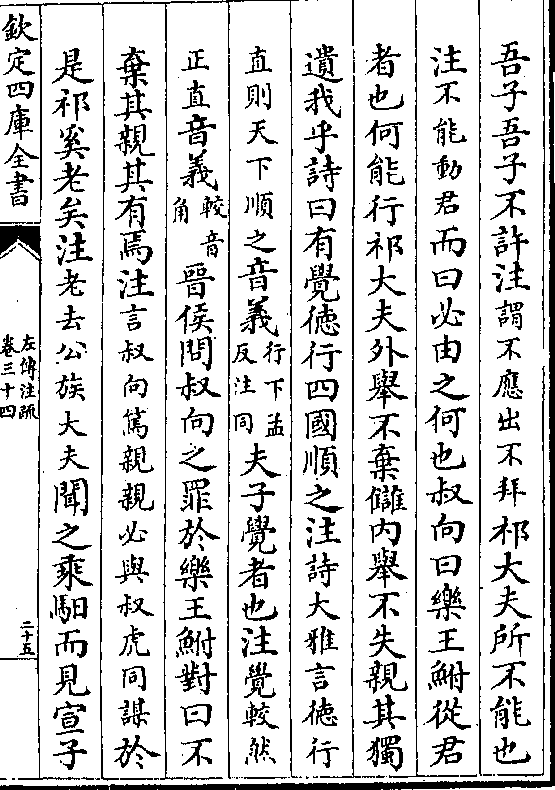 吾子吾子不許注謂不應出不拜祁大夫所不能也
注不能動君而曰必由之何也叔向曰樂王鮒從君
者也何能行祁大夫外舉不棄讎内舉不失親其獨
遺我乎詩曰有覺德行四國順之注詩大雅言德行
直則天下順之音義行下孟反注同夫子覺者也注覺較然
正直音義較音角晉侯問叔向之罪於樂王鮒對曰不
棄其親其有焉注言叔向篤親親必與叔虎同謀於
是祁奚老矣注老去公族大夫聞之乘馹而見宣子
欽定四庫全書
左傳注疏
卷三十四
二十五